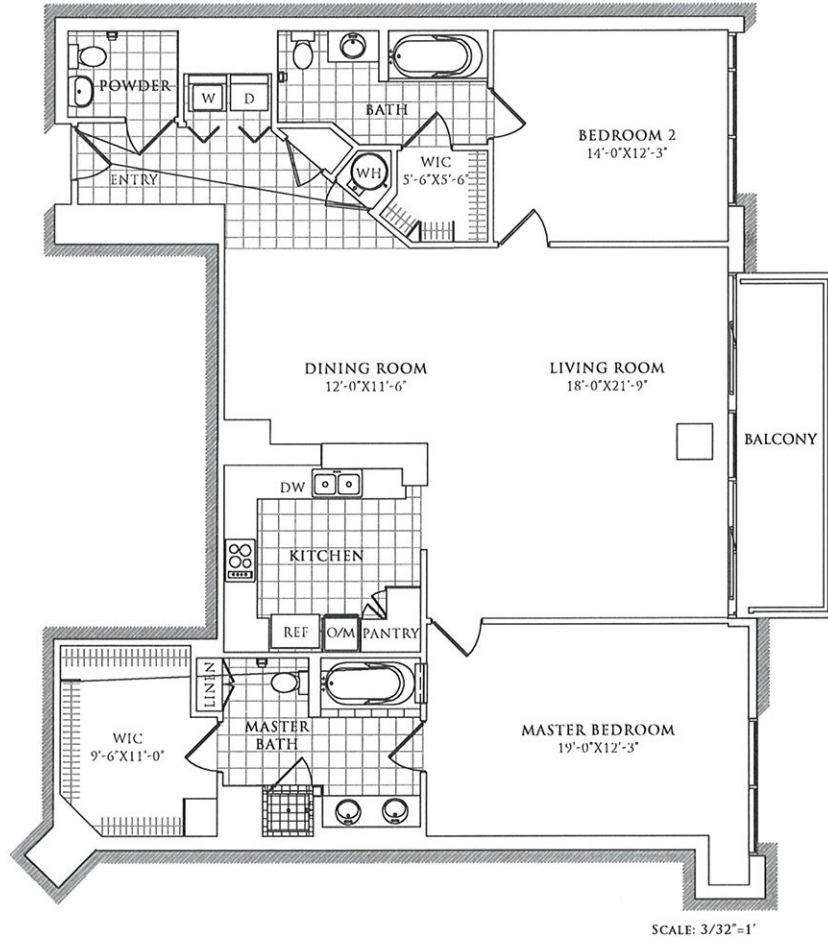 POWDER
W
D
BATH
BEDROOM 2
14'-0"X12'-3"
WIC
5'-6"X5'-6"
WH
ENTRY
DINING ROOM
12'-0"X11'-6"
LIVING ROOM
18'-0"X21'-9"
BALCONY
DW
KITCHEN
REF
O/M
PANTRY
LINEN
MASTER
BATH
WIC
9'-6"X11'-0"
MASTER BEDROOM
19'-0"X12'-3"
SCALE: 3/32"=1'